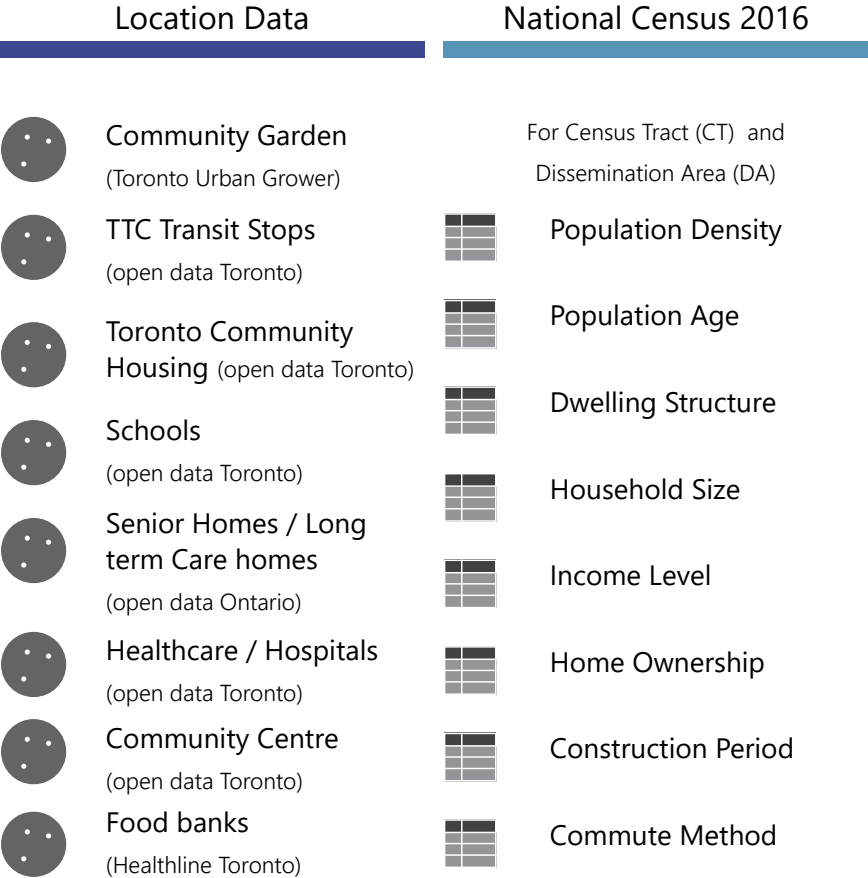 Location Data
Community Garden
(Toronto Urban Grower)
TTC Transit Stops
(open data Toronto)
Toronto Community
Housing (open data Toronto)
Schools
(open data Toronto)
Senior Homes / Long
term Care homes
(open data Ontario)
Healthcare / Hospitals
(open data Toronto)
Community Centre
(open data Toronto)
Food banks
(Healthline Toronto)
National Census 2016
For Census Tract (CT) and
Dissemination Area (DA)
Population Density
Population Age
Dwelling Structure
Household Size
Income Level
Home Ownership
Construction Period
Commute Method